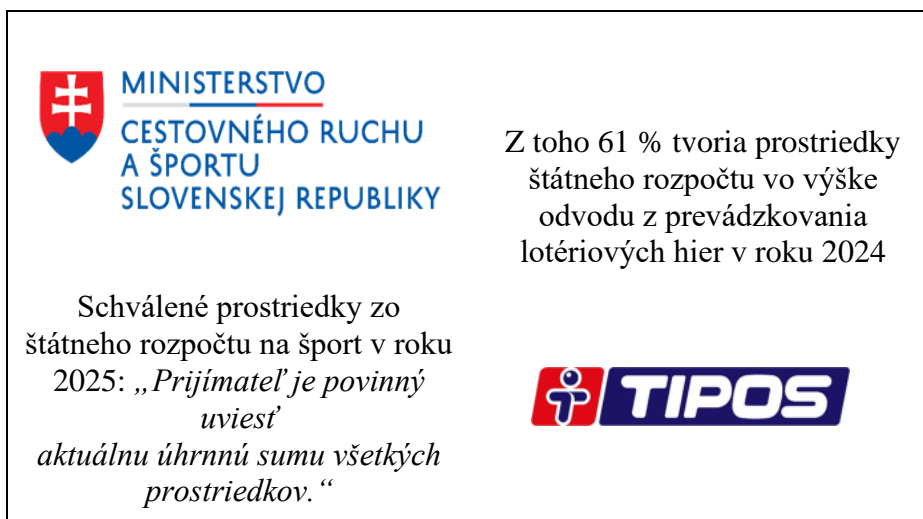 MINISTERSTVO
CESTOVNÉHO RUCHU
A ŠPORTU
SLOVENSKEJ REPUBLIKY
Schválené prostriedky zo
štátneho rozpočtu na šport v roku
2025: „Prijímateľ je povinný
uviesť
aktuálnu úhrnnú sumu všetkých
prostriedkov.“
Z toho 61 % tvoria prostriedky
štátneho rozpočtu vo výške
odvodu z prevádzkovania
lotériových hier v roku 2024
TIPOS